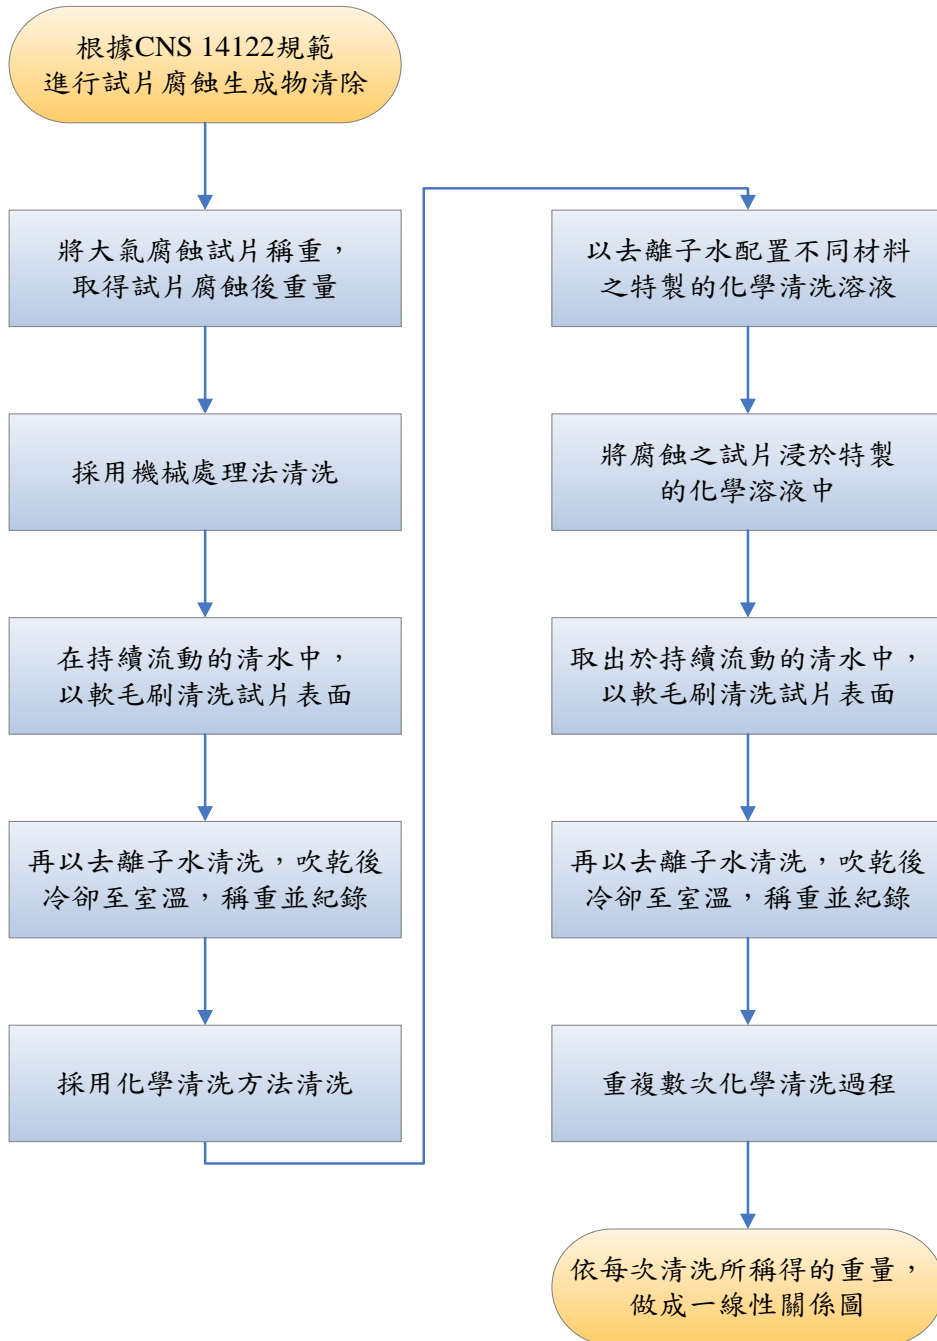 根據CNS 14122規範
進行試片腐蝕生成物清除
將大氣腐蝕試片稱重，
取得試片腐蝕後重量
採用機械處理法清洗
在持續流動的清水中，
以軟毛刷清洗試片表面
再以去離子水清洗，吹乾後
冷卻至室溫，稱重並紀錄
採用化學清洗方法清洗
以去離子水配置不同材料
之特製的化學清洗溶液
將腐蝕之試片浸於特製
的化學溶液中
取出於持續流動的清水中，
以軟毛刷清洗試片表面
再以去離子水清洗，吹乾後
冷卻至室溫，稱重並紀錄
重複數次化學清洗過程
依每次清洗所稱得的重量，
做成一線性關係圖